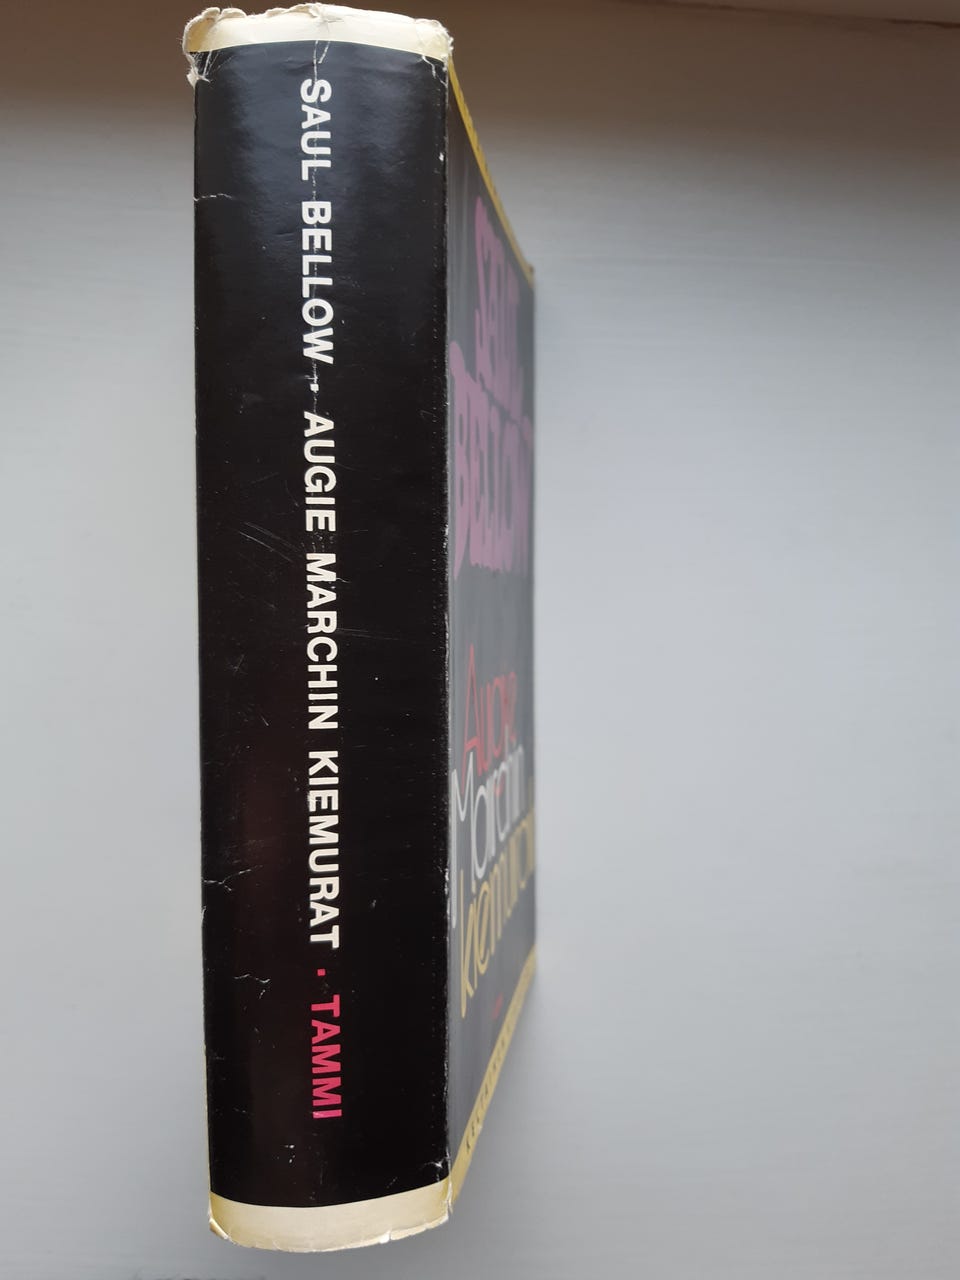 SAUL BELLOW · AUGIE MARCHIN KIEMURAT · TAMMI
SAUL
BELLOW
Augie
Marchin
kiemurat